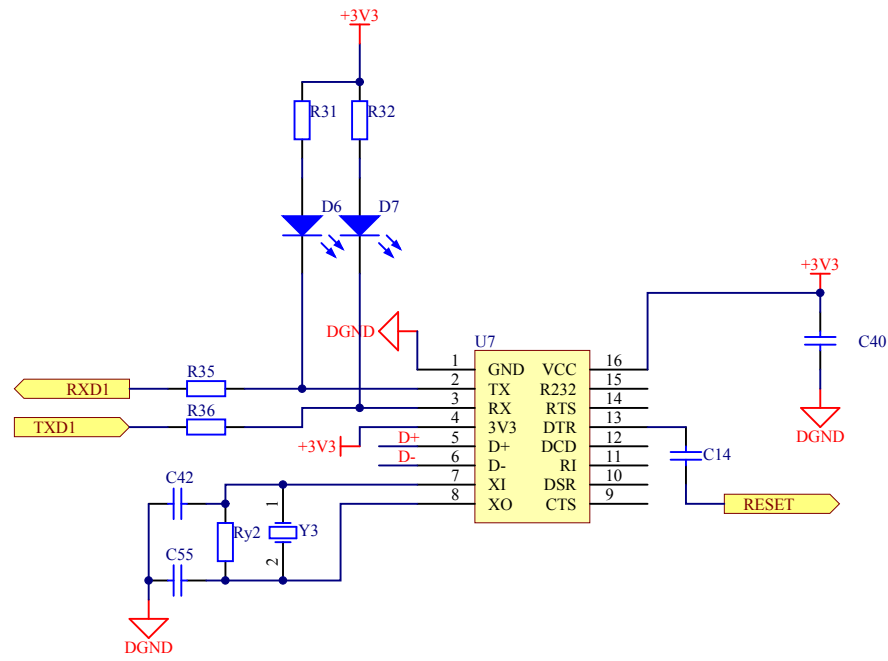 +3V3
R31
R32
D6
D7
+3V3
DGND
U7
C40
1
GND
VCC
16
RXD1
R35
2
TX
R232
15
3
RX
RTS
14
TXD1
R36
4
3V3
DTR
13
+3V3
D+
5
D+
DCD
12
D-
6
D-
RI
11
C14
DGND
C42
7
XI
DSR
10
8
XO
CTS
9
RESET
1
Ry2
Y3
C55
2
DGND